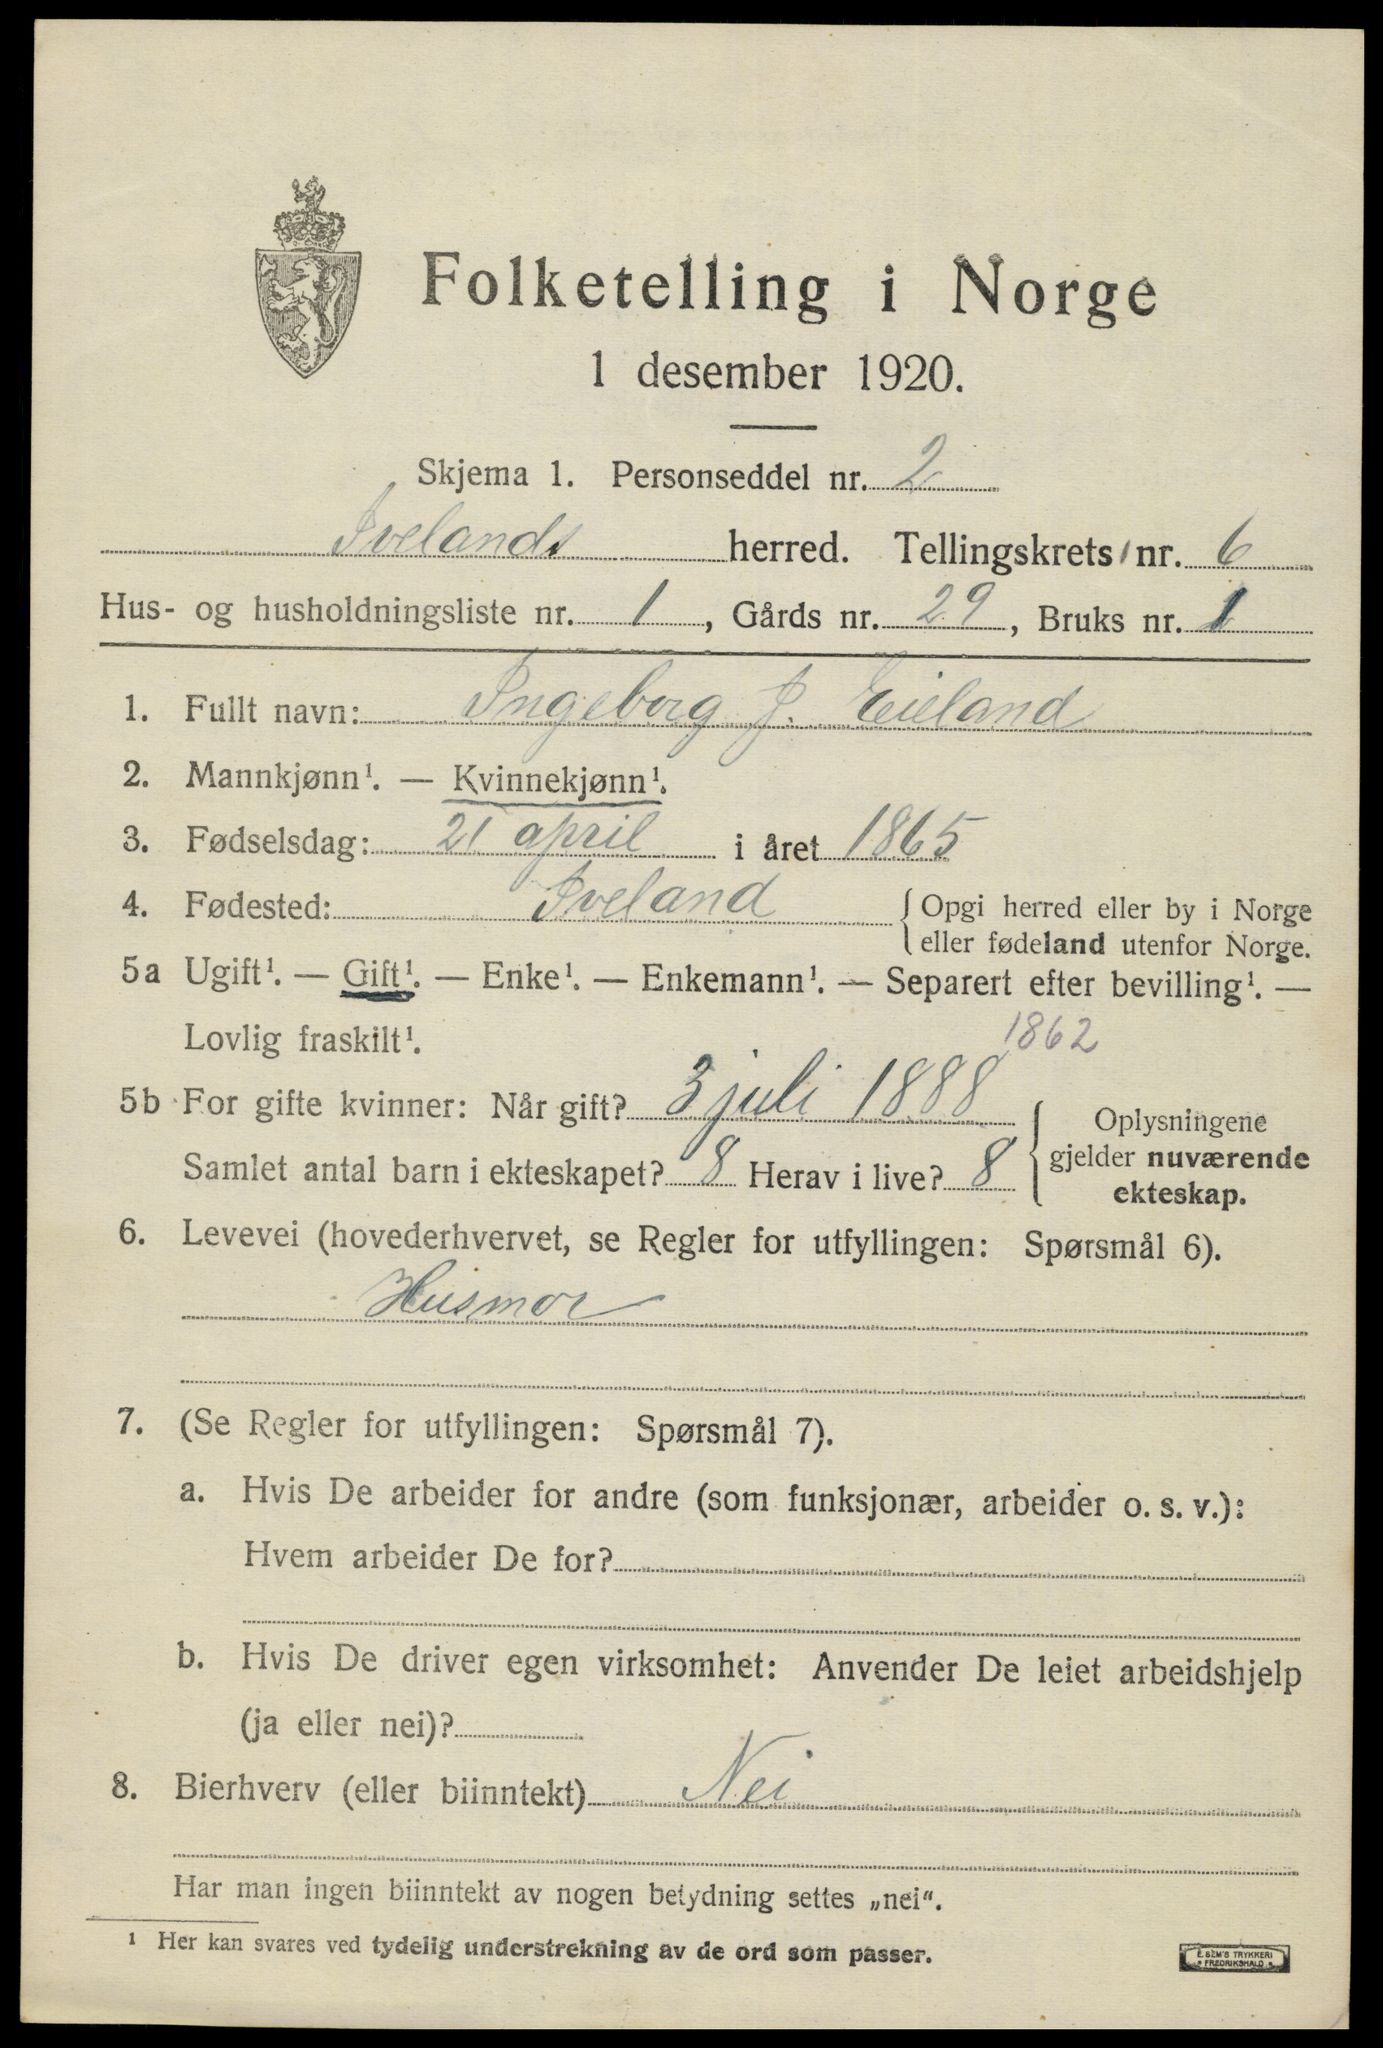 Folketelling i Norge
1 desember 1920.
Skjema 1. Personseddel nr. 2
Ivelands herred. Tellingskrets nr. 6
Hus- og husholdningsliste nr. 1, Gårds nr. 29, Bruks nr. 1
1. Fullt navn: Ingeborg J. Eieland
2. Mannkjønn¹. — Kvinnekjønn¹.
3. Fødselsdag: 21 april i året 1865
4. Fødested: Iveland { Opgi herred eller by i Norge
eller fødeland utenfor Norge.
5a Ugift¹. — Gift¹. — Enke¹. — Enkemann¹. — Separert efter bevilling¹. —
Lovlig fraskilt¹. 1862
5b For gifte kvinner: Når gift? 3 juli 1888 { Oplysningene
gjelder nuværende
Samlet antal barn i ekteskapet? 8 Herav i live? 8 ekteskap.
6. Levevei (hovederhvervet, se Regler for utfyllingen: Spørsmål 6).
Husmor
7. (Se Regler for utfyllingen: Spørsmål 7).
a. Hvis De arbeider for andre (som funksjonær, arbeider o. s. v.):
Hvem arbeider De for?
b. Hvis De driver egen virksomhet: Anvender De leiet arbeidshjelp
(ja eller nei)?
8. Bierhverv (eller biinntekt) Nei
Har man ingen biinntekt av nogen betydning settes „nei“.
¹ Her kan svares ved tydelig understrekning av de ord som passer.
E. SEM'S TRYKKERI
FREDRIKSHALD